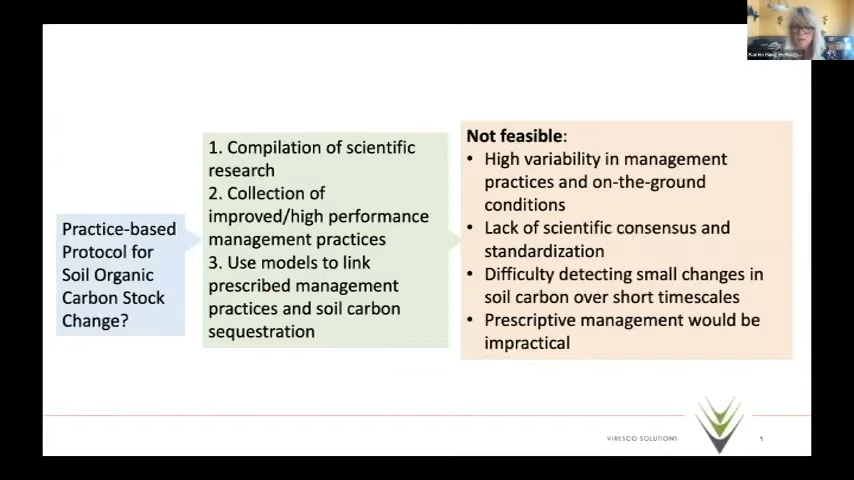 Practice-based
Protocol for
Soil Organic
Carbon Stock
Change?
1. Compilation of scientific
research
2. Collection of
improved/high performance
management practices
3. Use models to link
prescribed management
practices and soil carbon
sequestration
Not feasible:
• High variability in management
practices and on-the-ground
conditions
• Lack of scientific consensus and
standardization
• Difficulty detecting small changes in
soil carbon over short timescales
• Prescriptive management would be
impractical
VIRESCO SOLUTIONS
Karen